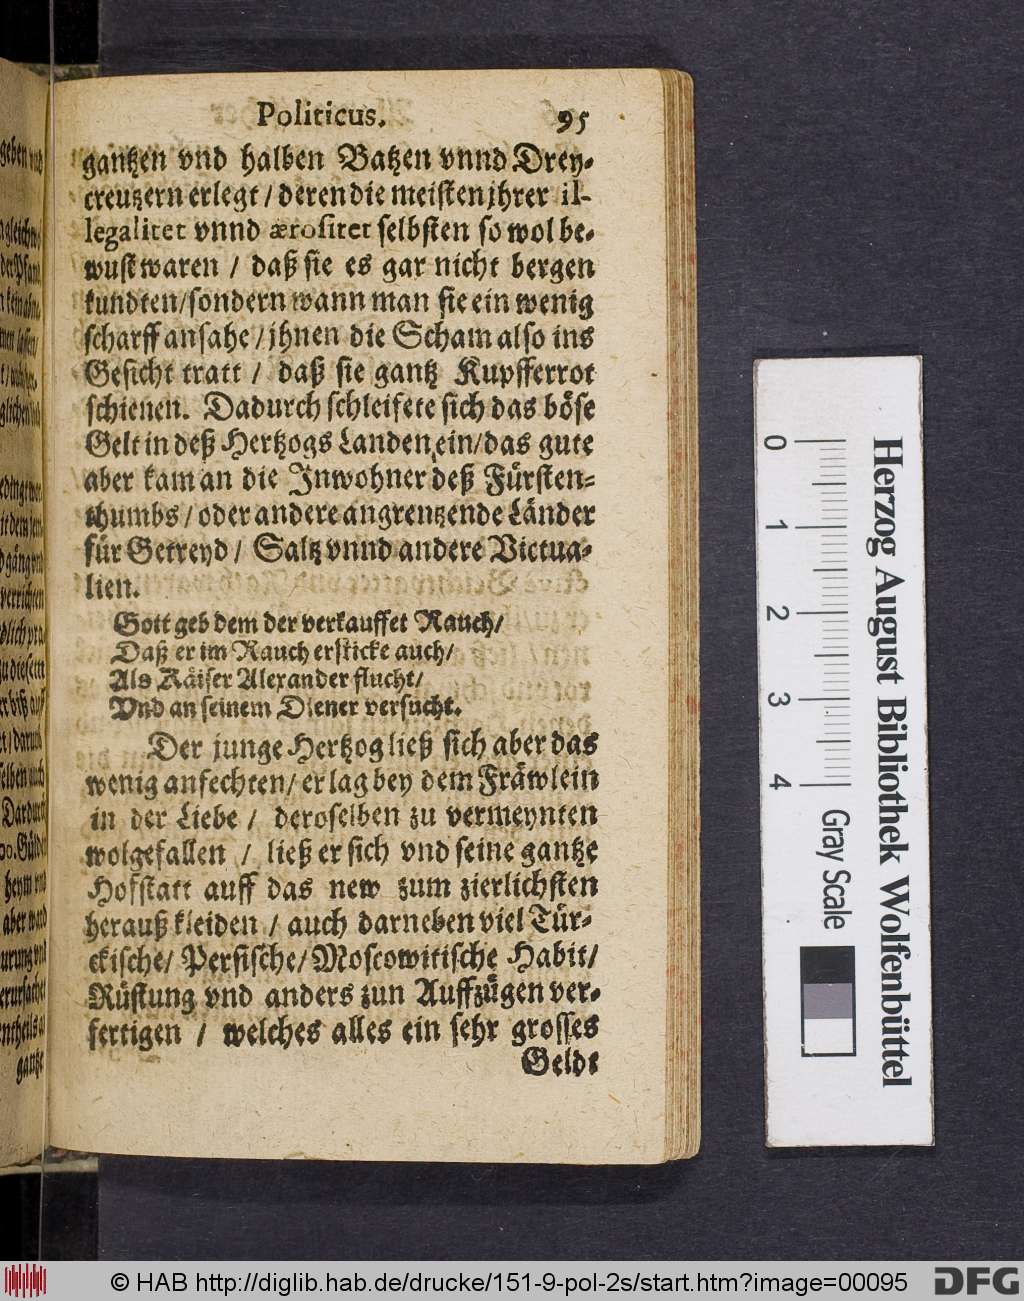 Politicus. 95
gantzen vnd halben Batzen vnnd Drey-
creutzern erlegt / deren die meisten jhrer il-
legalitet vnnd ærositet selbsten so wol be-
wust waren / daß sie es gar nicht bergen
kundten/sondern wann man sie ein wenig
scharff ansahe/jhnen die Scham also ins
Gesicht tratt / daß sie gantz Kupfferrot
schienen. Dadurch schleifete sich das böse
Gelt in deß Hertzogs Landen ein/das gute
aber kam an die Inwohner deß Fürsten-
thumbs/oder andere angrentzende Länder
für Getreyd/ Saltz vnnd andere Victua-
lien.
Gott geb dem der verkauffet Rauch/
Daß er im Rauch ersticke auch/
Als Käiser Alexander flucht/
Vnd an seinem Diener versucht.
Der junge Hertzog ließ sich aber das
wenig anfechten/er lag bey dem Fräwlein
in der Liebe / deroselben zu vermeynten
wolgefallen / ließ er sich vnd seine gantze
Hofstatt auff das new zum zierlichsten
herauß kleiden / auch darneben viel Tür-
ckische/ Persische/ Moscowitische Habit/
Rüstung vnd anders zun Auffzügen ver-
fertigen / welches alles ein sehr grosses
Geldt
gantze
0 1 2 3 4
Gray Scale
Herzog August Bibliothek Wolfenbüttel
© HAB http://diglib.hab.de/drucke/151-9-pol-2s/start.htm?image=00095
DFG